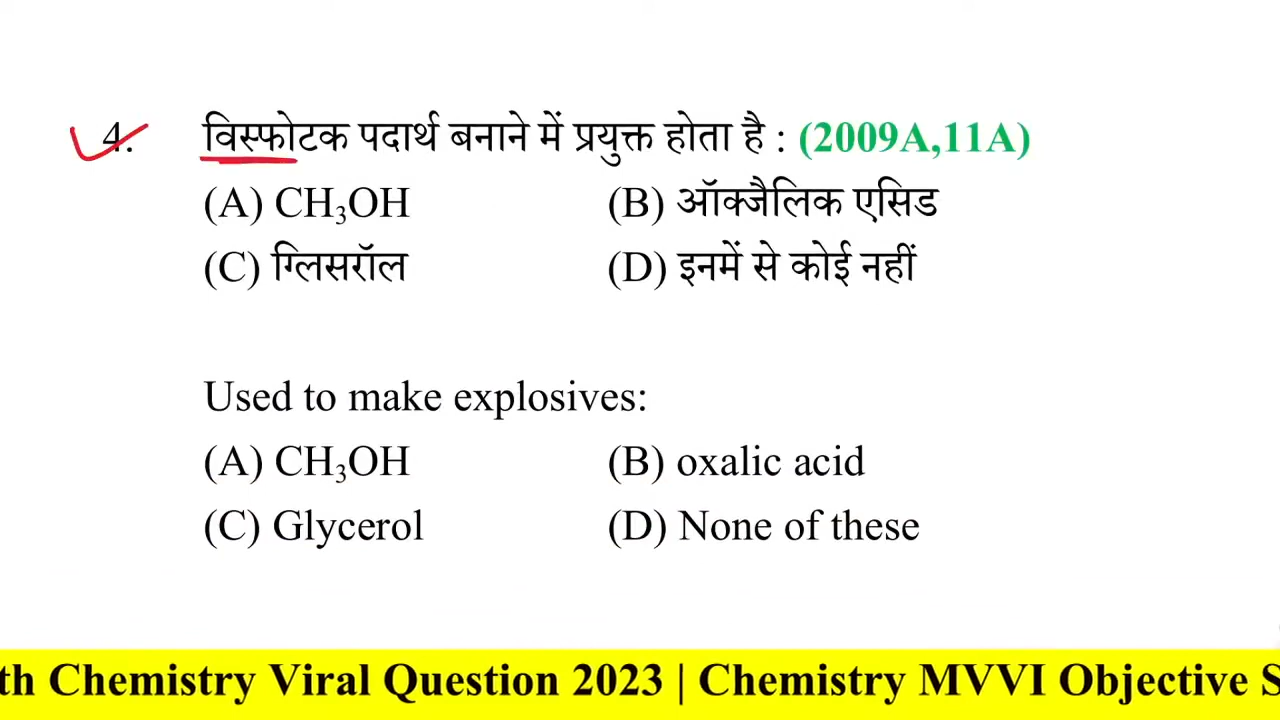 4. विस्फोटक पदार्थ बनाने में प्रयुक्त होता है : (2009A,11A)
(A) CH₃OH (B) ऑक्जैलिक एसिड
(C) ग्लिसरॉल (D) इनमें से कोई नहीं
Used to make explosives:
(A) CH₃OH (B) oxalic acid
(C) Glycerol (D) None of these
th Chemistry Viral Question 2023 | Chemistry MVVI Objective S